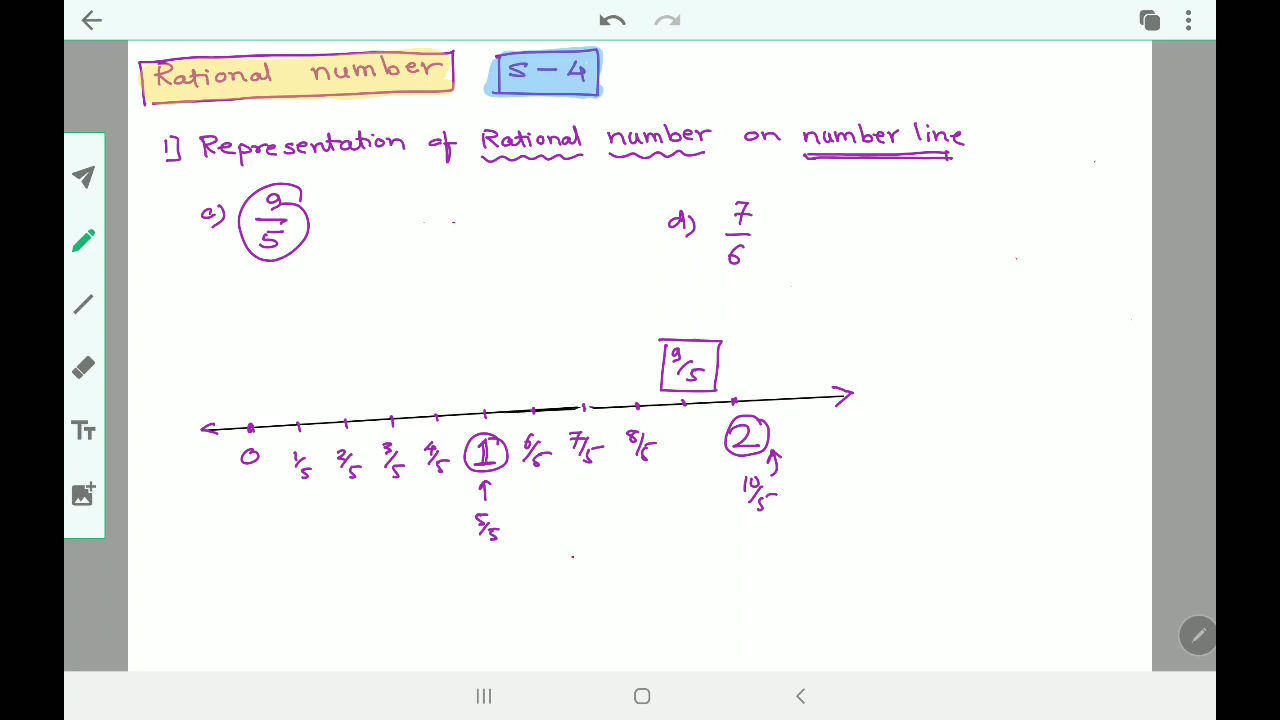 Rational number S-4
1] Representation of Rational number on number line
c) 9/5 d) 7/6
9/5
0 1/5 2/5 3/5 4/5 1 6/5 7/5 8/5 2
5/5 10/5
Tt